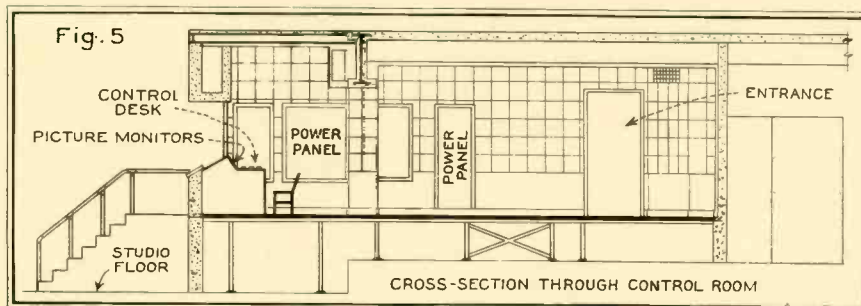 Fig. 5
CONTROL
DESK
PICTURE MONITORS
POWER
PANEL
POWER
PANEL
ENTRANCE
STUDIO
FLOOR
CROSS-SECTION THROUGH CONTROL ROOM